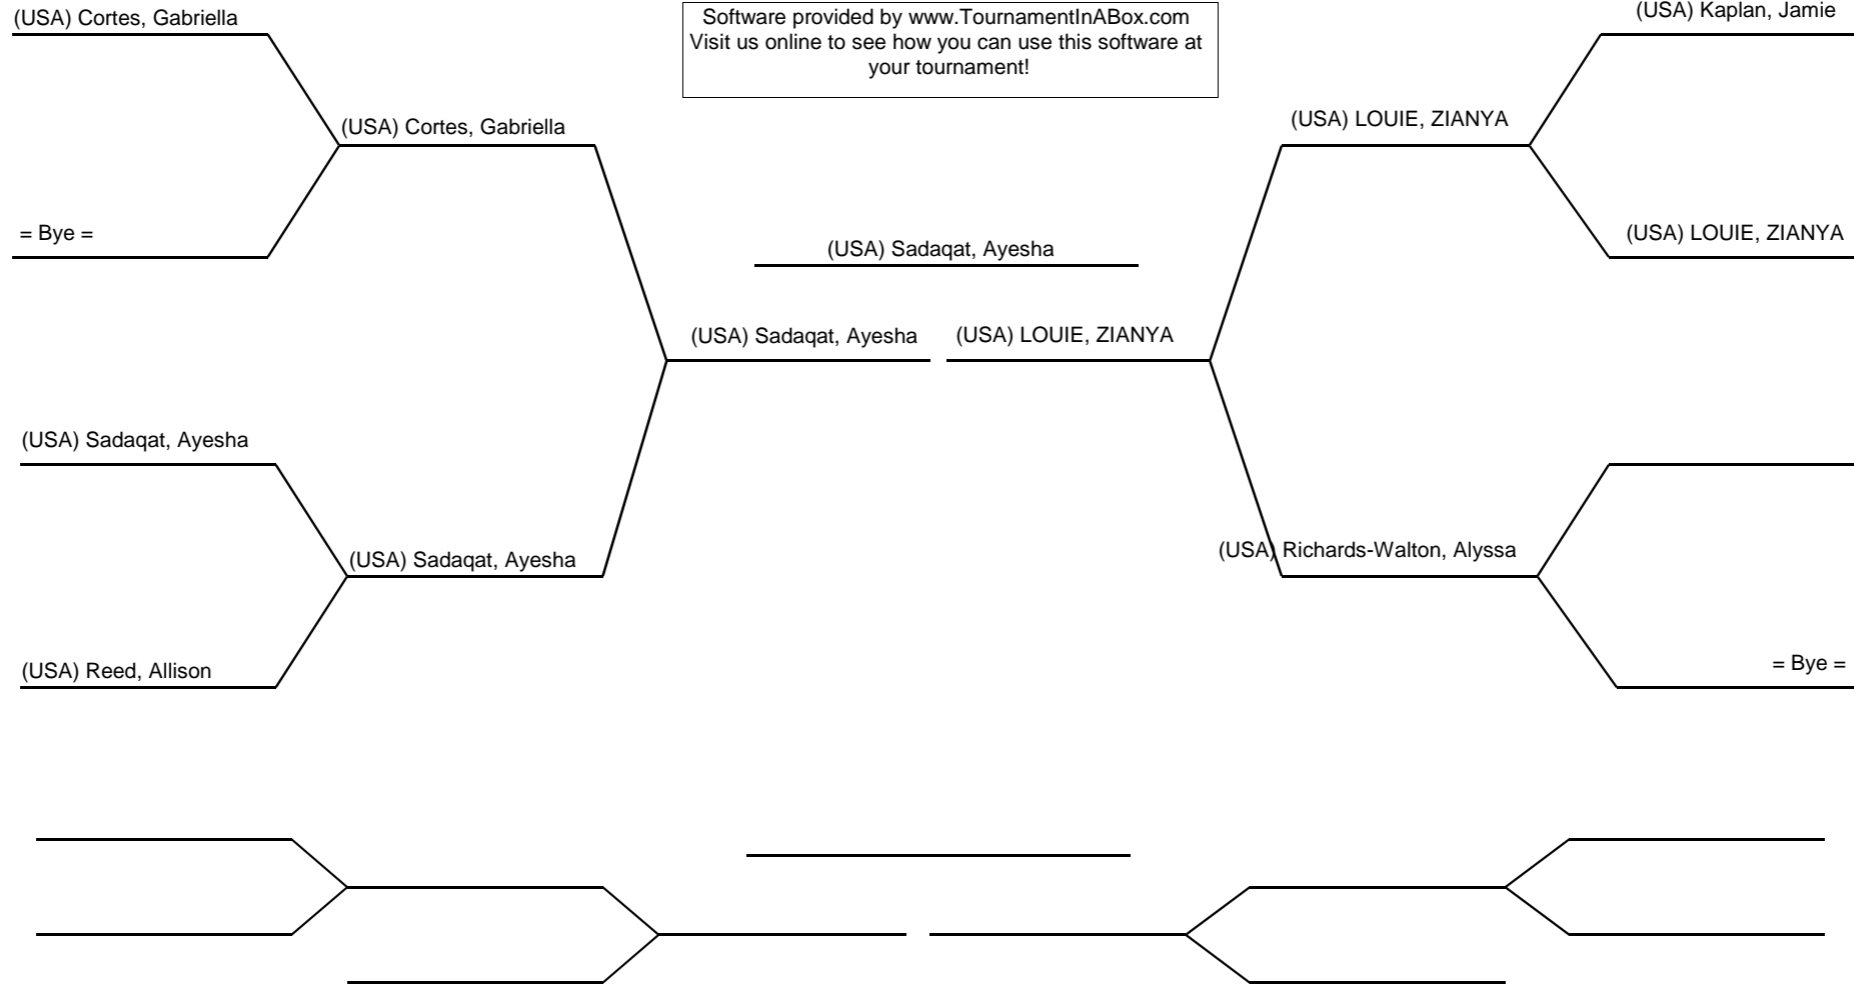 (USA) Cortes, Gabriella
Software provided by www.TournamentInABox.com
Visit us online to see how you can use this software at
your tournament!
(USA) Kaplan, Jamie
(USA) Cortes, Gabriella
(USA) LOUIE, ZIANYA
= Bye =
(USA) Sadaqat, Ayesha
(USA) LOUIE, ZIANYA
(USA) Sadaqat, Ayesha
(USA) LOUIE, ZIANYA
(USA) Sadaqat, Ayesha
(USA) Sadaqat, Ayesha
(USA) Richards-Walton, Alyssa
(USA) Reed, Allison
= Bye =